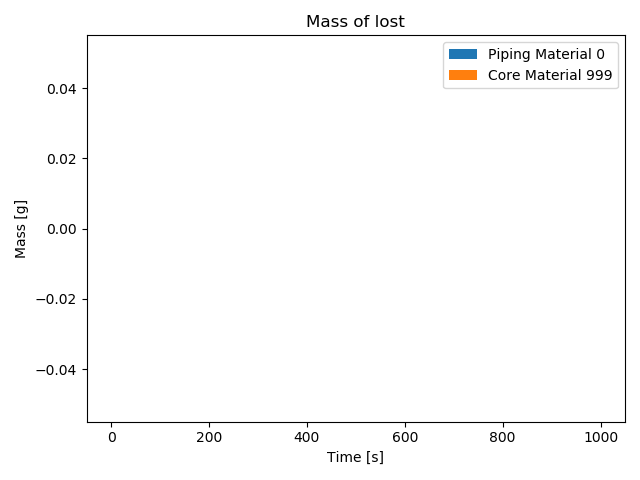 Mass of lost
Piping Material 0
Core Material 999
Mass [g]
0.04
0.02
0.00
−0.02
−0.04
0
200
400
600
800
1000
Time [s]